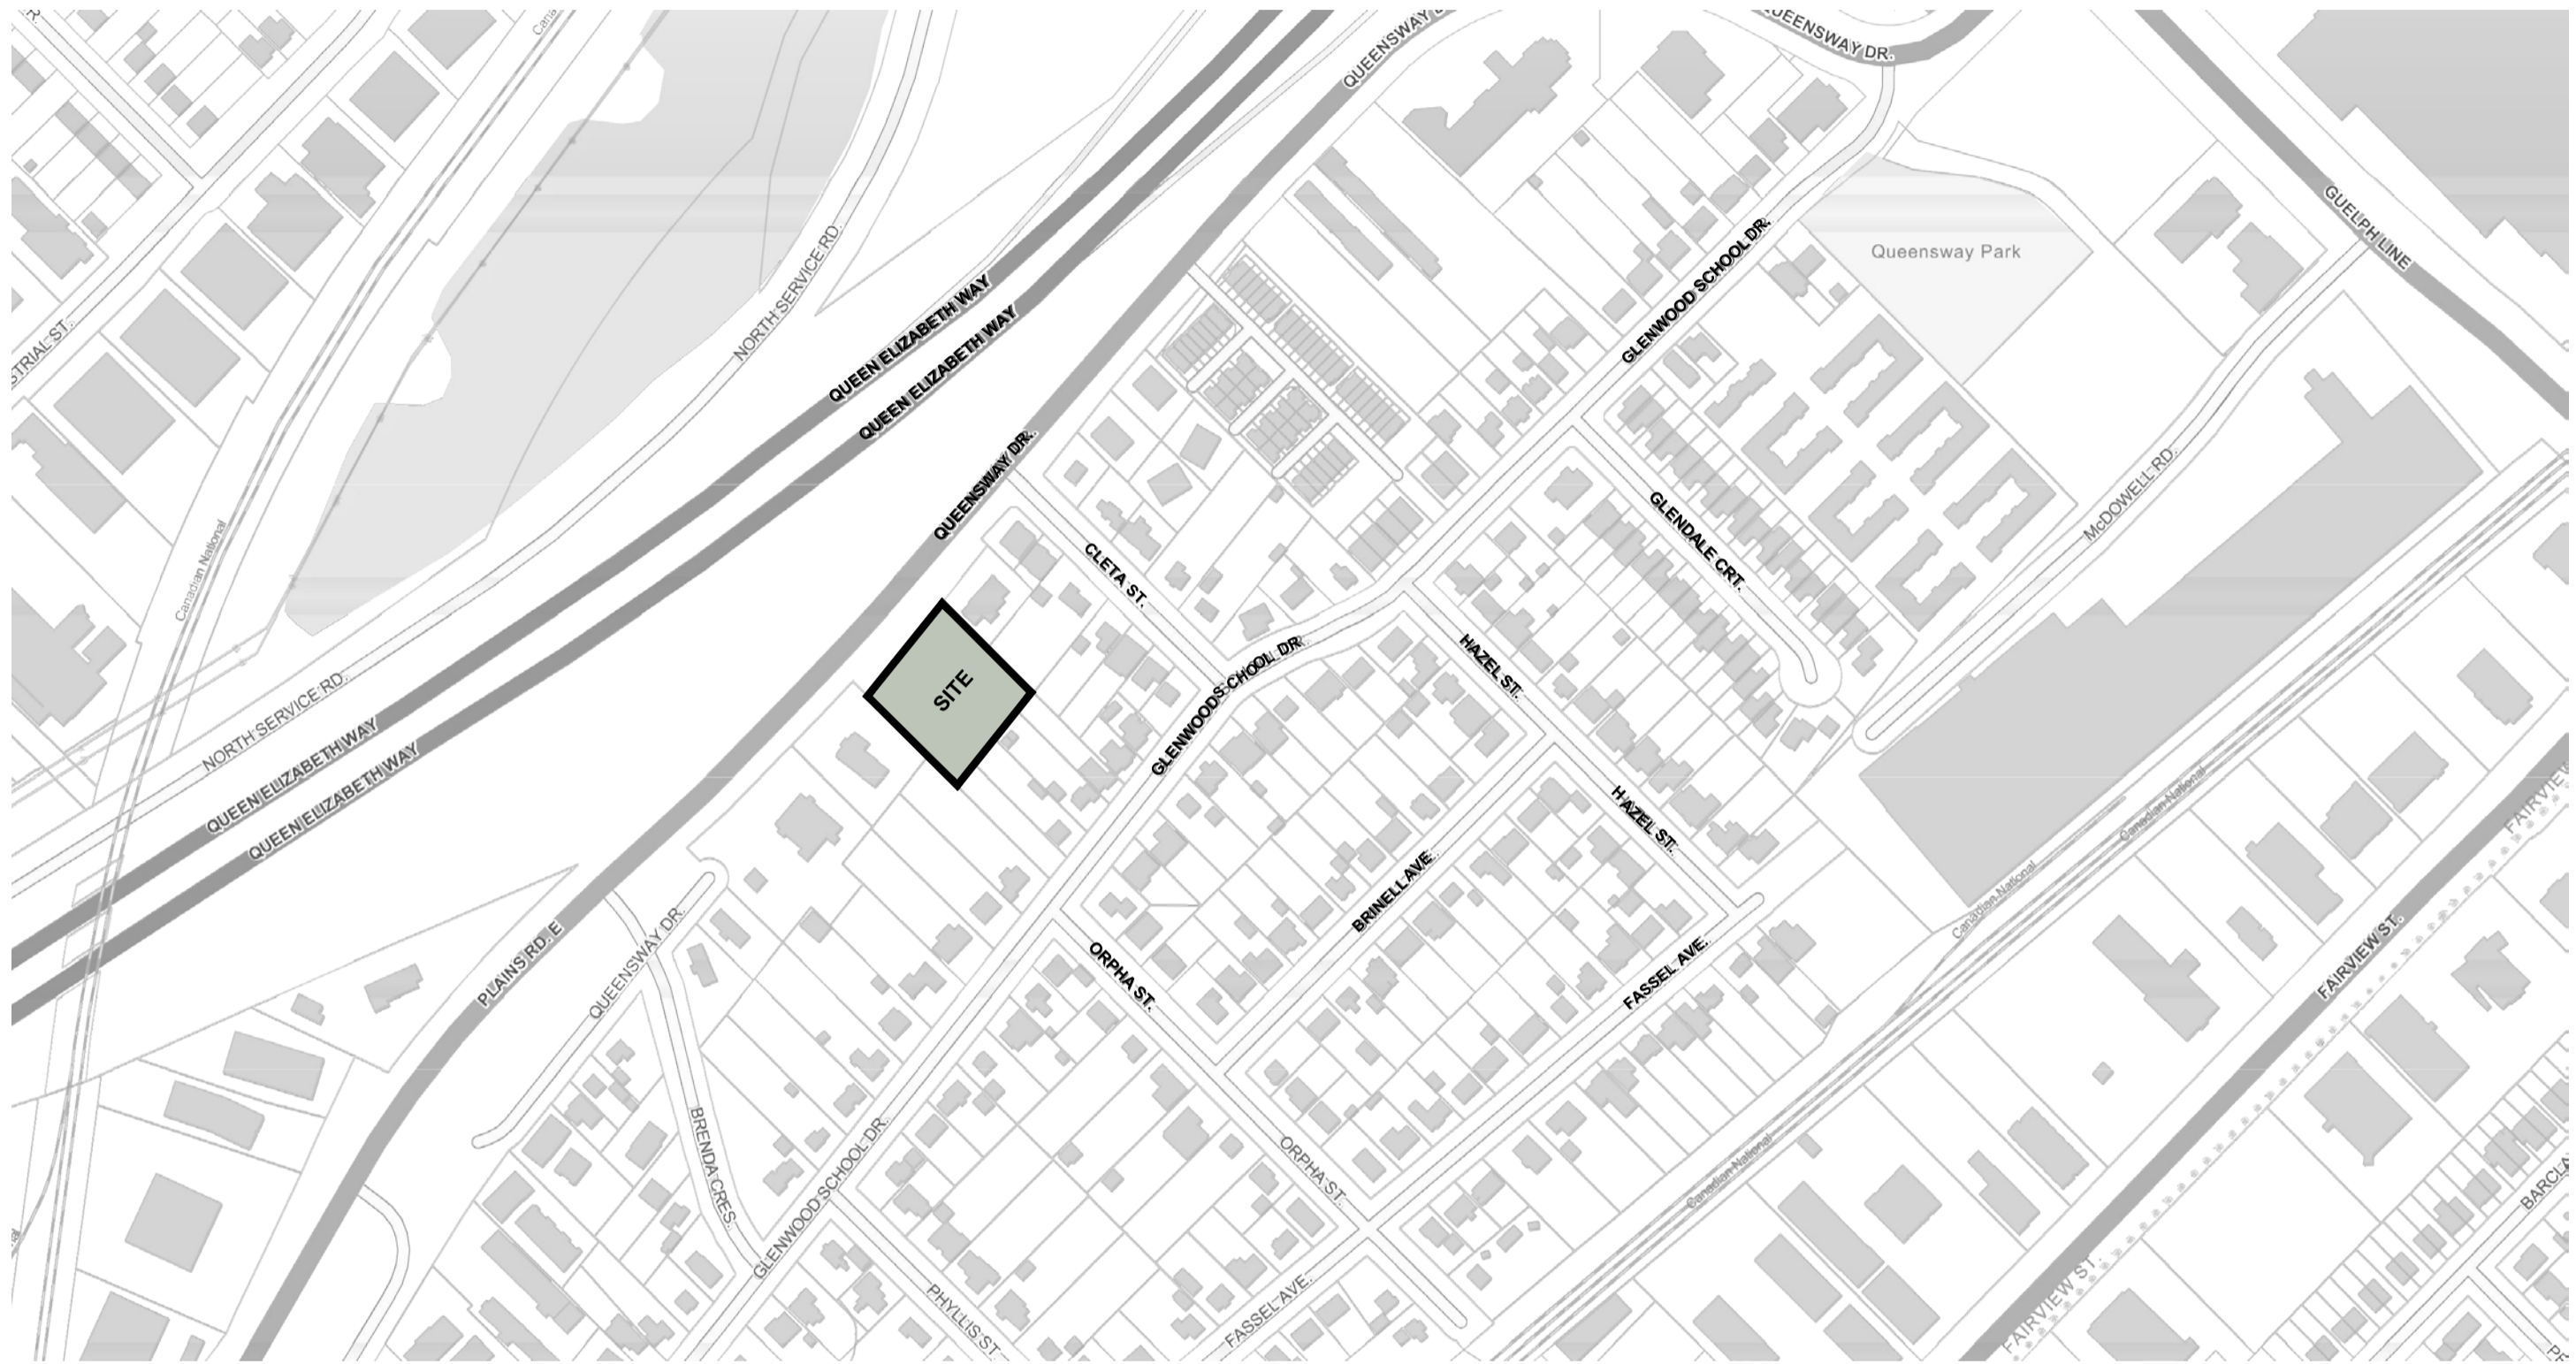 QUEENSWAY DR.
Canadian National
NORTH SERVICE RD.
QUEEN ELIZABETH WAY
QUEEN ELIZABETH WAY
QUEENSWAY DR.
GLENWOOD SCHOOL DR.
Queensway Park
GUELPH LINE
McDOWELL RD.
CLETA ST.
GLENDALE CRT.
SITE
GLENWOOD SCHOOL DR.
HAZEL ST.
NORTH SERVICE RD.
QUEEN ELIZABETH WAY
QUEEN ELIZABETH WAY
HAZEL ST.
Canadian National
BRINELL AVE.
Canadian National
FAIRVIEW ST.
PLAINS RD. E
QUEENSWAY DR.
ORPHA ST.
FASSEL AVE.
BRENDA CRES.
GLENWOOD SCHOOL DR.
ORPHA ST.
Canadian National
PHYLLIS ST.
FASSEL AVE.
FAIRVIEW ST.